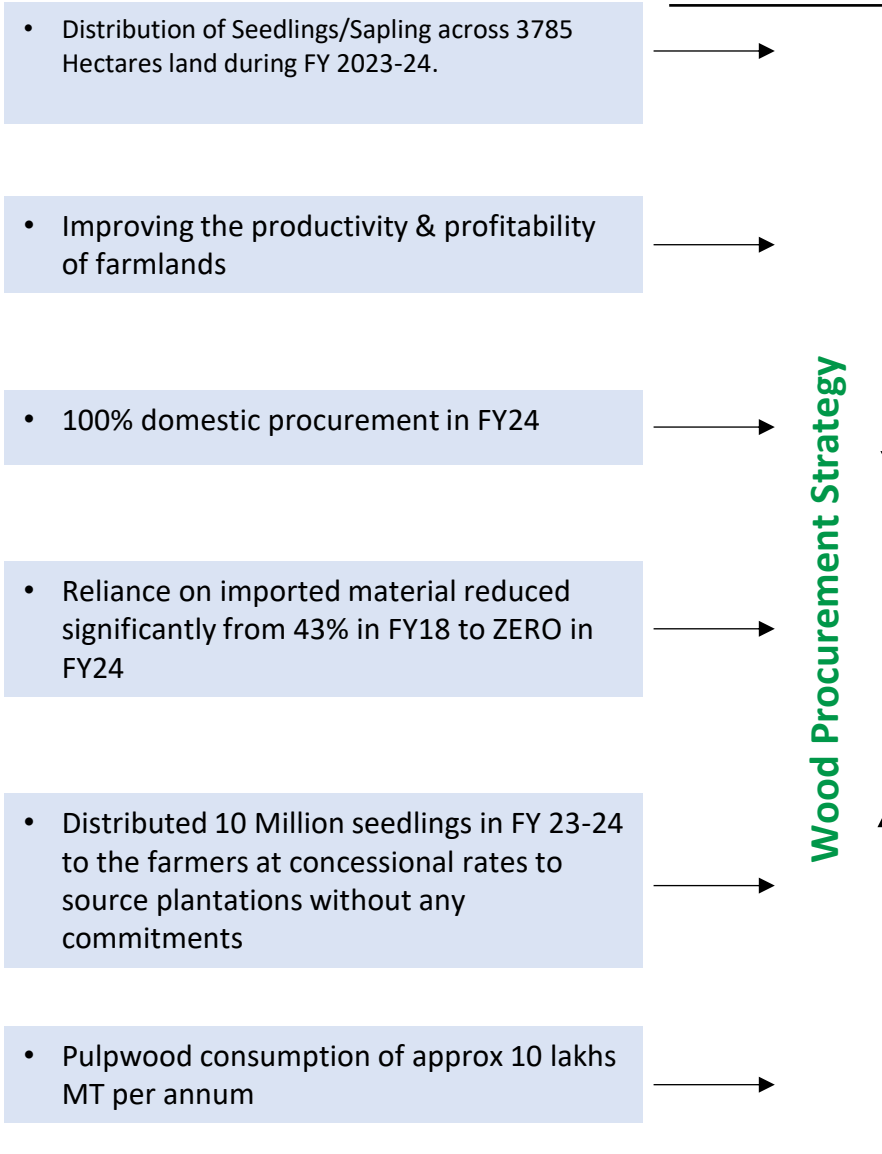 • Distribution of Seedlings/Sapling across 3785
Hectares land during FY 2023-24.
• Improving the productivity & profitability
of farmlands
• 100% domestic procurement in FY24
• Reliance on imported material reduced
significantly from 43% in FY18 to ZERO in
FY24
• Distributed 10 Million seedlings in FY 23-24
to the farmers at concessional rates to
source plantations without any
commitments
• Pulpwood consumption of approx 10 lakhs
MT per annum
Wood Procurement Strategy